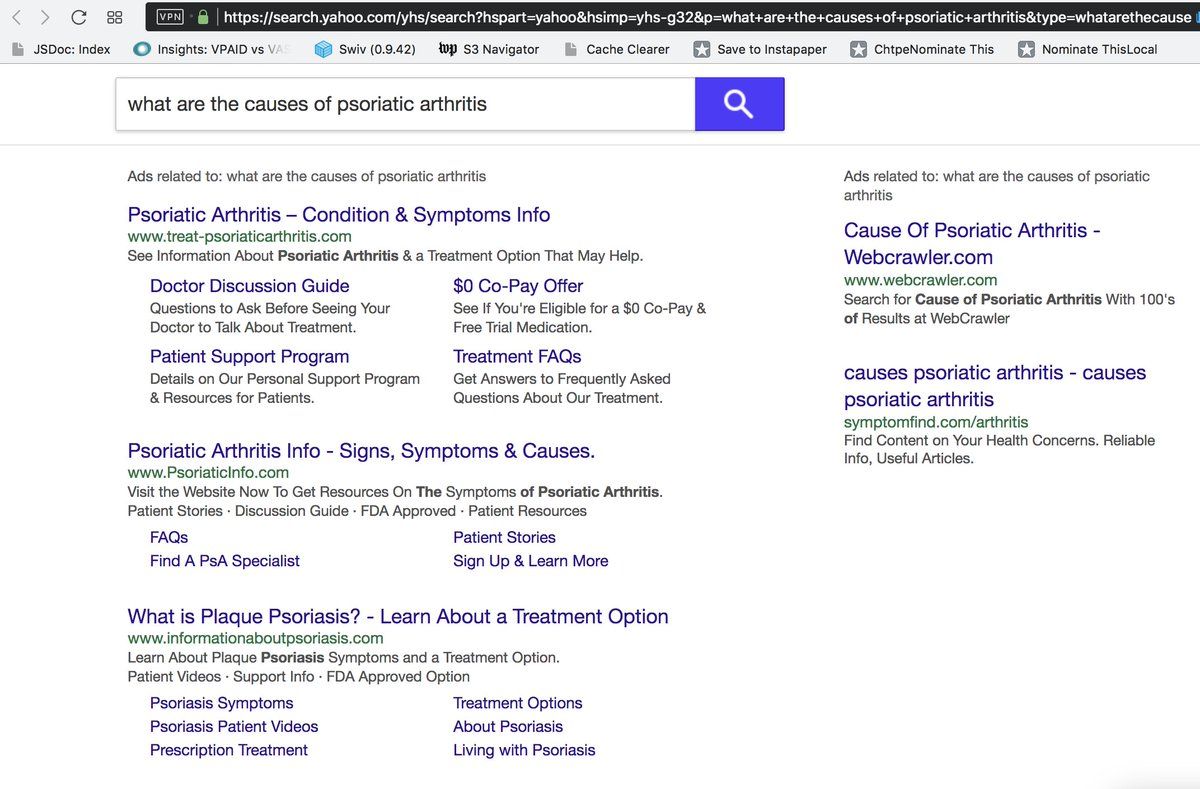 VPN https://search.yahoo.com/yhs/search?hspart=yahoo&hsimp=yhs-g32&p=what+are+the+causes+of+psoriatic+arthritis&type=whatarethecause
JSDoc: Index Insights: VPAID vs VAS Swiv (0.9.42) wp S3 Navigator Cache Clearer Save to Instapaper ChtpeNominate This Nominate ThisLocal
what are the causes of psoriatic arthritis
Ads related to: what are the causes of psoriatic arthritis
Psoriatic Arthritis – Condition & Symptoms Info
www.treat-psoriaticarthritis.com
See Information About Psoriatic Arthritis & a Treatment Option That May Help.
Doctor Discussion Guide
Questions to Ask Before Seeing Your
Doctor to Talk About Treatment.
$0 Co-Pay Offer
See If You're Eligible for a $0 Co-Pay &
Free Trial Medication.
Patient Support Program
Details on Our Personal Support Program
& Resources for Patients.
Treatment FAQs
Get Answers to Frequently Asked
Questions About Our Treatment.
Psoriatic Arthritis Info - Signs, Symptoms & Causes.
www.PsoriaticInfo.com
Visit the Website Now To Get Resources On The Symptoms of Psoriatic Arthritis.
Patient Stories · Discussion Guide · FDA Approved · Patient Resources
FAQs
Find A PsA Specialist
Patient Stories
Sign Up & Learn More
What is Plaque Psoriasis? - Learn About a Treatment Option
www.informationaboutpsoriasis.com
Learn About Plaque Psoriasis Symptoms and a Treatment Option.
Patient Videos · Support Info · FDA Approved Option
Psoriasis Symptoms
Psoriasis Patient Videos
Prescription Treatment
Treatment Options
About Psoriasis
Living with Psoriasis
Ads related to: what are the causes of psoriatic
arthritis
Cause Of Psoriatic Arthritis -
Webcrawler.com
www.webcrawler.com
Search for Cause of Psoriatic Arthritis With 100's
of Results at WebCrawler
causes psoriatic arthritis - causes
psoriatic arthritis
symptomfind.com/arthritis
Find Content on Your Health Concerns. Reliable
Info, Useful Articles.